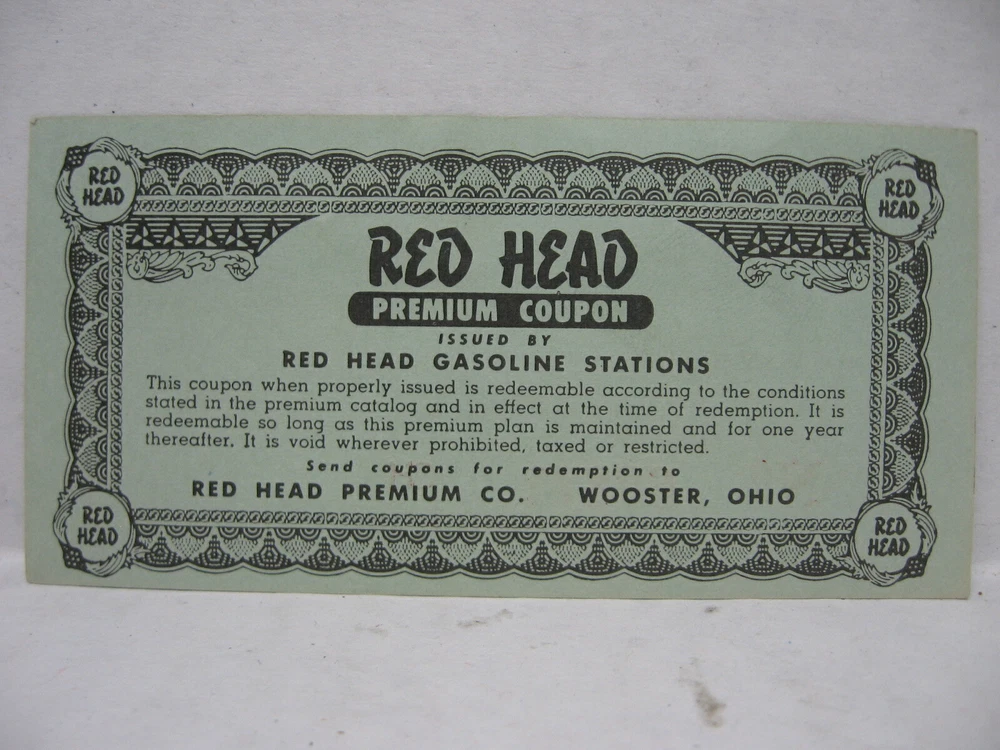 RED HEAD
RED HEAD
RED HEAD
PREMIUM COUPON
ISSUED BY
RED HEAD GASOLINE STATIONS
This coupon when properly issued is redeemable according to the conditions
stated in the premium catalog and in effect at the time of redemption. It is
redeemable so long as this premium plan is maintained and for one year
thereafter. It is void wherever prohibited, taxed or restricted.
Send coupons for redemption to
RED HEAD PREMIUM CO. WOOSTER, OHIO
RED HEAD
RED HEAD